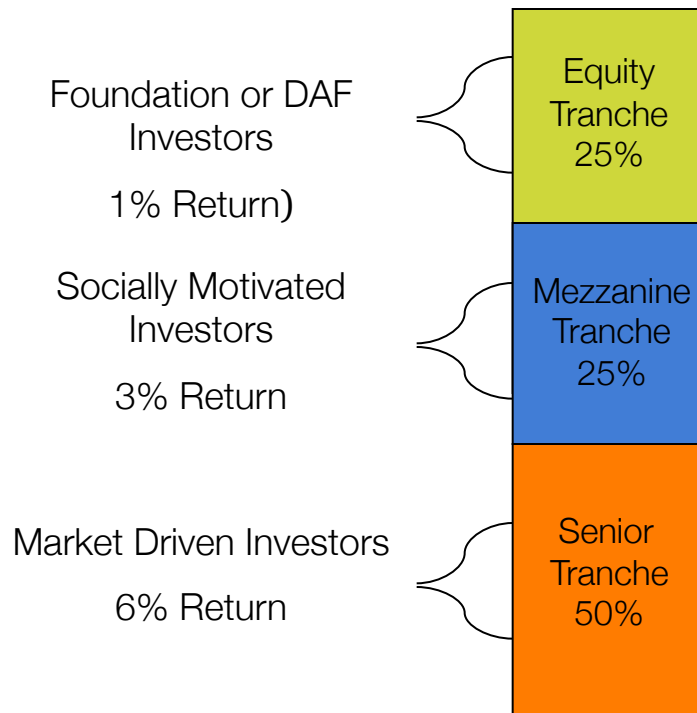 Foundation or DAF
Investors
1% Return)
Equity
Tranche
25%
Socially Motivated
Investors
3% Return
Mezzanine
Tranche
25%
Market Driven Investors
6% Return
Senior
Tranche
50%